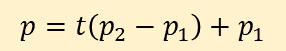 p = t(p₂ − p₁) + p₁